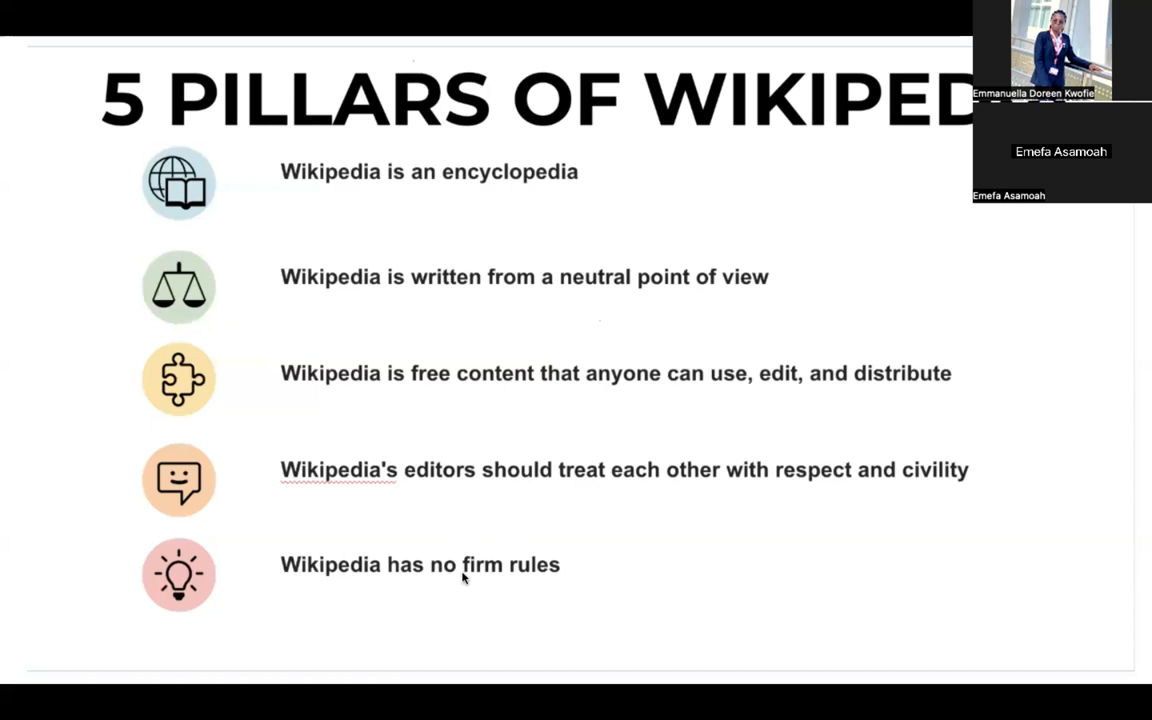 5 PILLARS OF WIKIPED
Emmanuella Doreen Kwofie
Emefa Asamoah
Emefa Asamoah
Wikipedia is an encyclopedia
Wikipedia is written from a neutral point of view
Wikipedia is free content that anyone can use, edit, and distribute
Wikipedia's editors should treat each other with respect and civility
Wikipedia has no firm rules